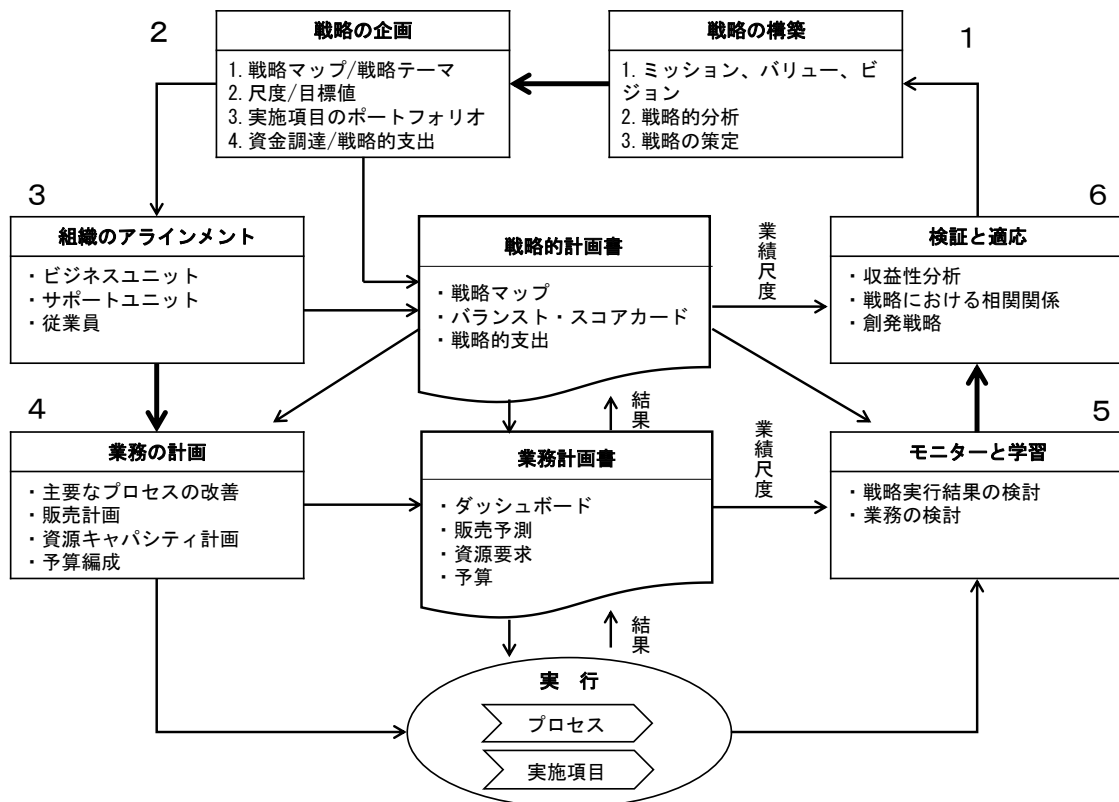 2
戦略の企画
1. 戦略マップ/戦略テーマ
2. 尺度/目標値
3. 実施項目のポートフォリオ
4. 資金調達/戦略的支出
戦略の構築
1. ミッション、バリュー、ビ
ジョン
2. 戦略的分析
3. 戦略の策定
1
3
組織のアラインメント
・ビジネスユニット
・サポートユニット
・従業員
戦略的計画書
・戦略マップ
・バランスト・スコアカード
・戦略的支出
業績尺度
6
検証と適応
・収益性分析
・戦略における相関関係
・創発戦略
4
業務の計画
・主要なプロセスの改善
・販売計画
・資源キャパシティ計画
・予算編成
結果
業務計画書
・ダッシュボード
・販売予測
・資源要求
・予算
業績尺度
5
モニターと学習
・戦略実行結果の検討
・業務の検討
結果
実 行
プロセス
実施項目